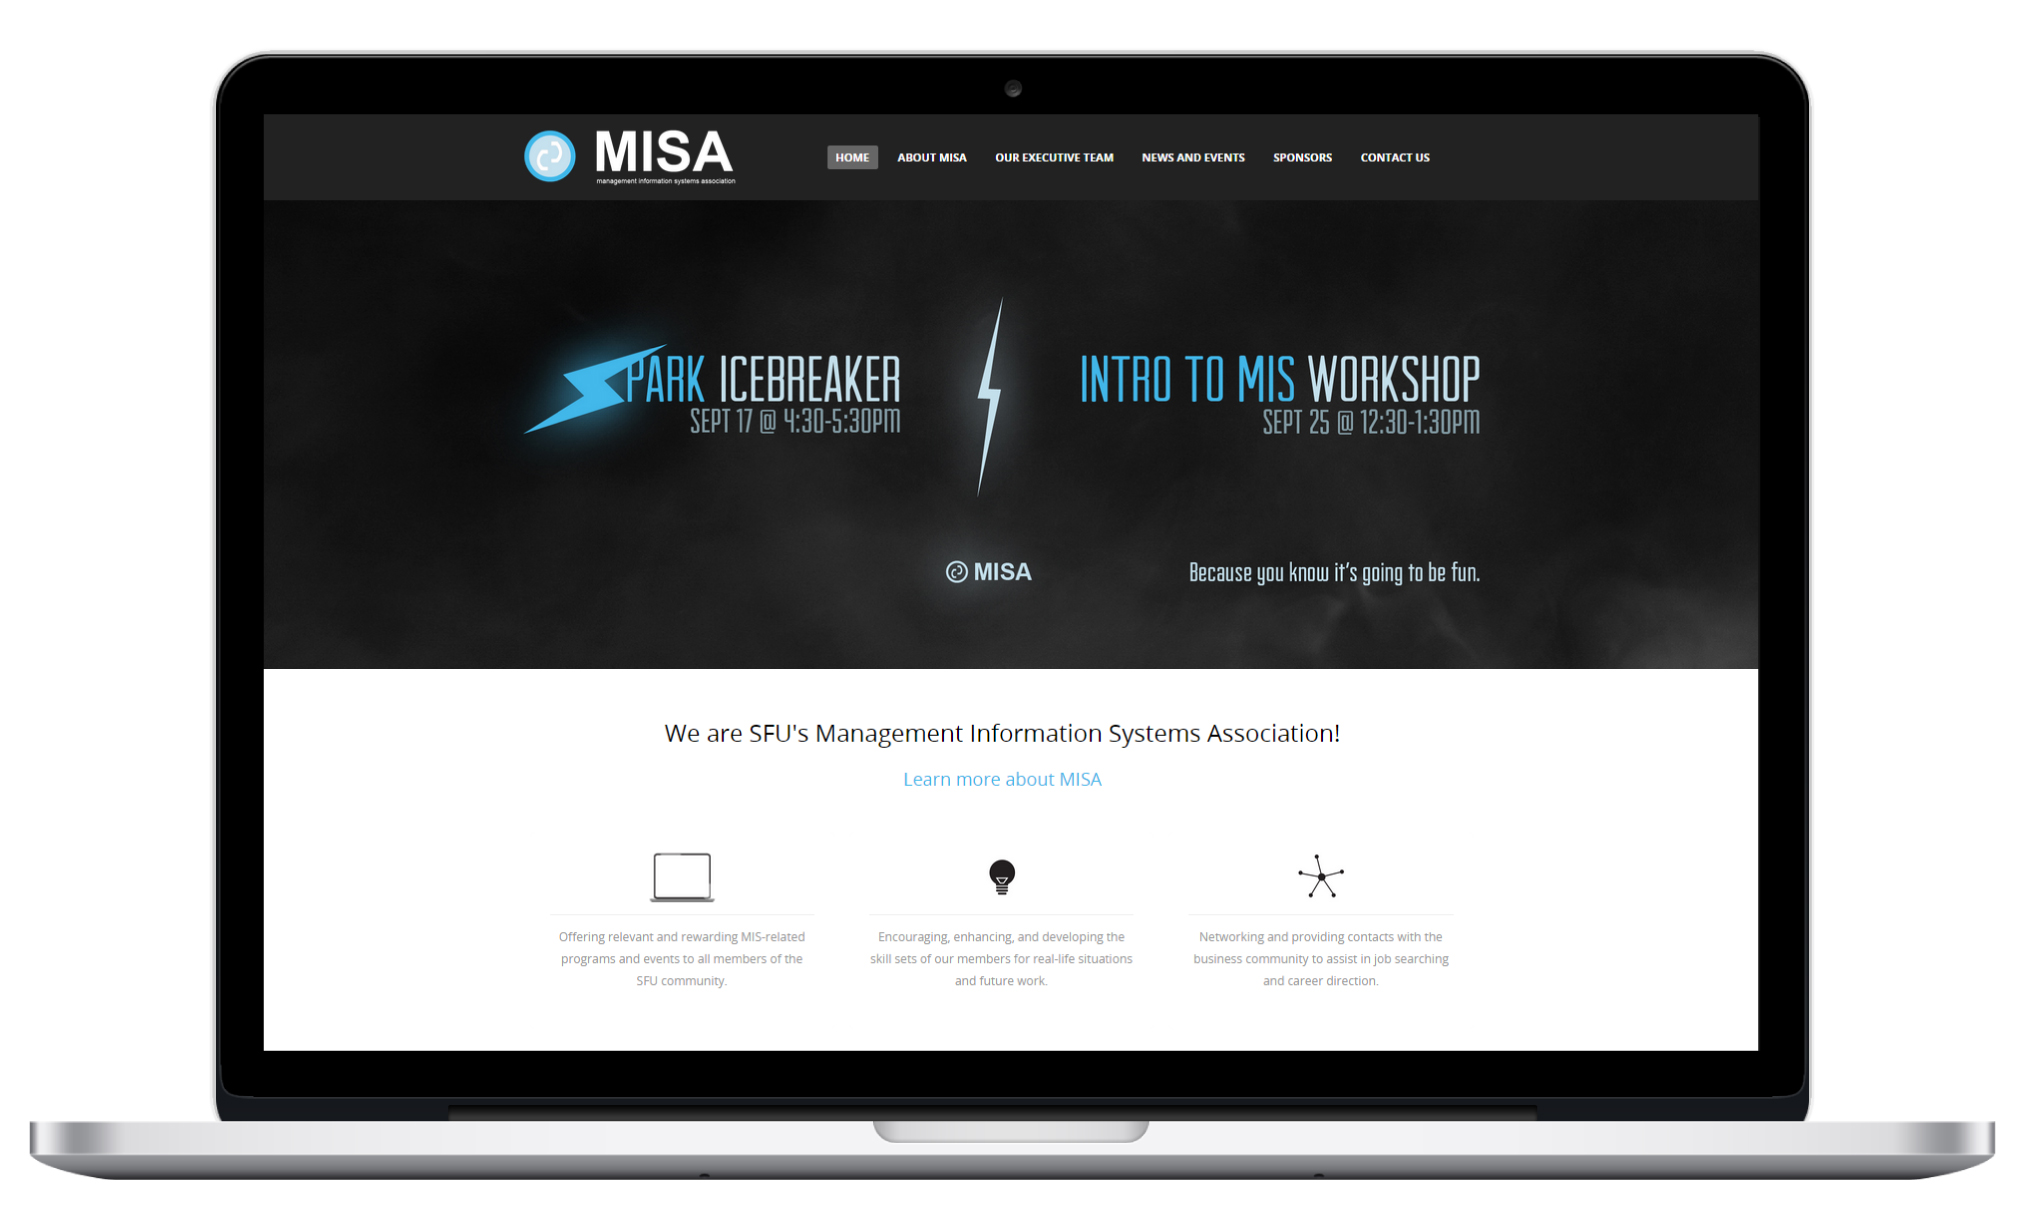 MISA
management information systems association
HOME ABOUT MISA OUR EXECUTIVE TEAM NEWS AND EVENTS SPONSORS CONTACT US
SPARK ICEBREAKER
SEPT 17 @ 4:30-5:30PM
INTRO TO MIS WORKSHOP
SEPT 25 @ 12:30-1:30PM
MISA
Because you know it's going to be fun.
We are SFU's Management Information Systems Association!
Learn more about MISA
Offering relevant and rewarding MIS-related
programs and events to all members of the
SFU community.
Encouraging, enhancing, and developing the
skill sets of our members for real-life situations
and future work.
Networking and providing contacts with the
business community to assist in job searching
and career direction.